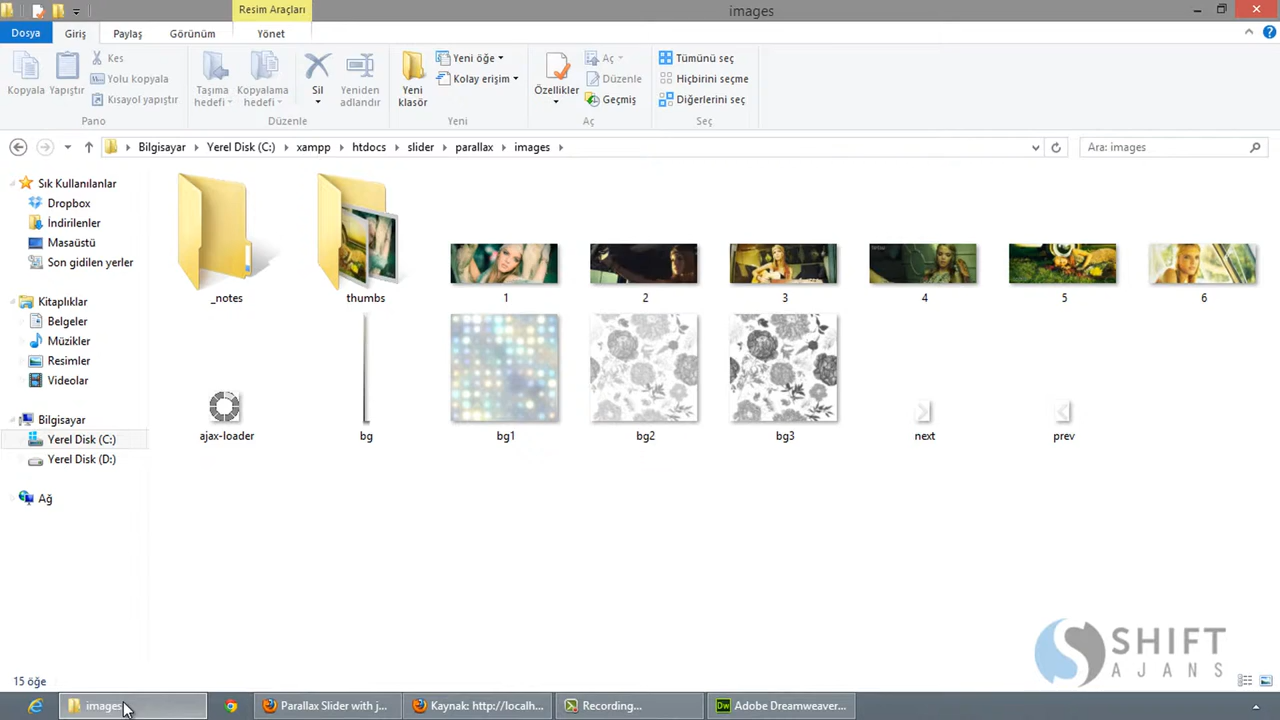 Resim Araçları
images
Dosya
Giriş
Paylaş
Görünüm
Yönet
Kopyala
Yapıştır
Kes
Yolu kopyala
Kısayol yapıştır
Pano
Taşıma hedefi
Kopyalama hedefi
Sil
Yeniden adlandır
Düzenle
Yeni klasör
Yeni öğe
Kolay erişim
Yeni
Özellikler
Aç
Düzenle
Geçmiş
Aç
Tümünü seç
Hiçbirini seçme
Diğerlerini seç
Seç
Bilgisayar
Yerel Disk (C:)
xampp
htdocs
slider
parallax
images
Ara: images
Sık Kullanılanlar
Dropbox
İndirilenler
Masaüstü
Son gidilen yerler
Kitaplıklar
Belgeler
Müzikler
Resimler
Videolar
Bilgisayar
Yerel Disk (C:)
Yerel Disk (D:)
Ağ
_notes
thumbs
1
2
3
4
5
6
ajax-loader
bg
bg1
bg2
bg3
next
prev
SHIFT
AJANS
15 öğe
images
Parallax Slider with j...
Kaynak: http://localh...
Recording...
Dw
Adobe Dreamweaver...